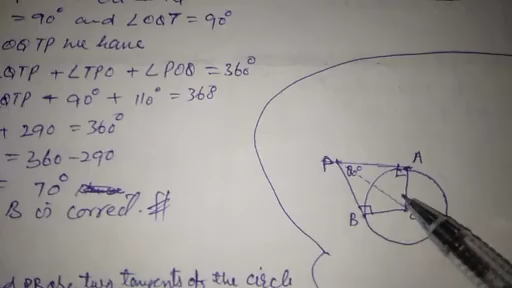 = 90° and ∠OQT = 90°
OQTP we have
QTP + ∠TPO + ∠POQ = 360°
QTP + 90° + 110° = 360
+ 290 = 360°
= 360 - 290
= 70°
B is correct.
P
A
80°
B
PB are two tangents of the circle